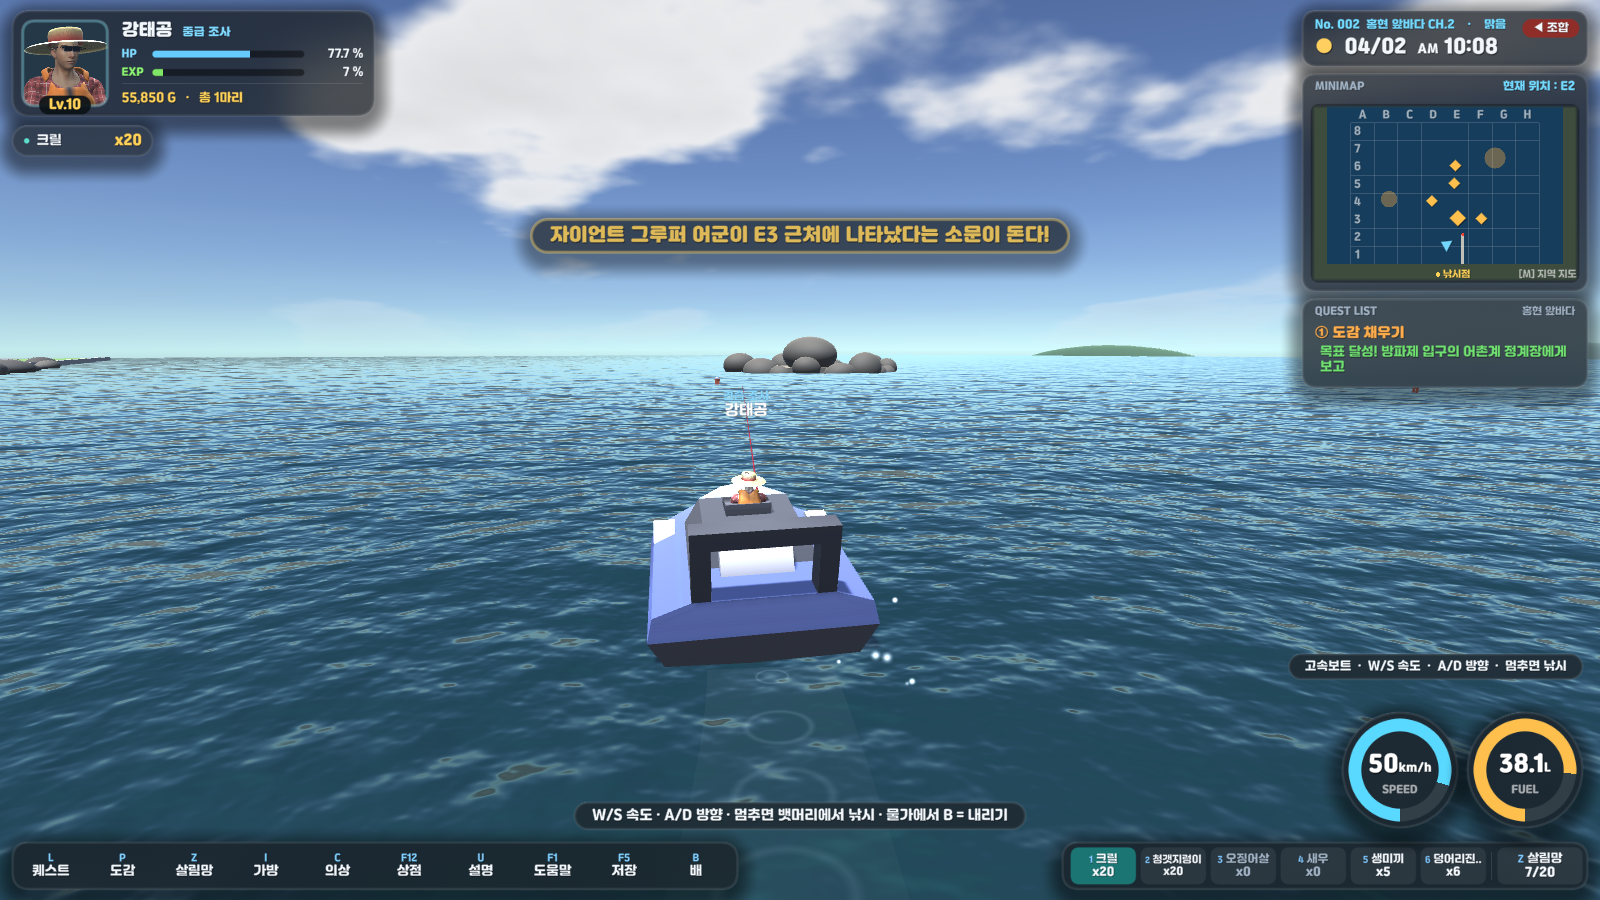 강태공 중급 조사
HP 77.7 %
EXP 7 %
Lv.10
55,850 G · 총 1마리
크릴 x20
No. 002 홍현 앞바다 CH.2 · 맑음
◀ 조합
04/02 AM 10:08
MINIMAP 현재 위치 : E2
A B C D E F G H
8
7
6
5
4
3
2
1
낚시점 [M] 지역 지도
QUEST LIST 홍현 앞바다
① 도감 채우기
목표 달성! 방파제 입구의 어촌계 정계장에게
보고
자이언트 그루퍼 어군이 E3 근처에 나타났다는 소문이 돈다!
강태공
고속보트 · W/S 속도 · A/D 방향 · 멈추면 낚시
50km/h
SPEED
38.1L
FUEL
W/S 속도 · A/D 방향 · 멈추면 뱃머리에서 낚시 · 물가에서 B = 내리기
L 퀘스트
P 도감
Z 살림망
I 가방
C 의상
F12 상점
U 설명
F1 도움말
F5 저장
B 배
1 크릴 x20
2 청갯지렁이 x20
3 오징어살 x0
4 새우 x0
5 생미끼 x5
6 덩어리진.. x6
Z 살림망 7/20